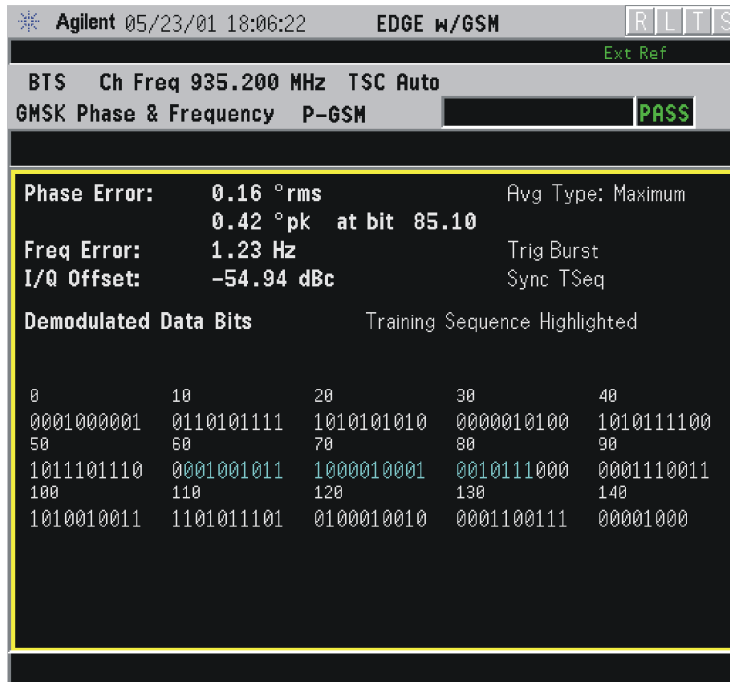 Agilent 05/23/01 18:06:22 EDGE w/GSM R L T S
Ext Ref
BTS Ch Freq 935.200 MHz TSC Auto
GMSK Phase & Frequency P-GSM PASS
Phase Error: 0.16 °rms Avg Type: Maximum
0.42 °pk at bit 85.10
Freq Error: 1.23 Hz Trig Burst
I/Q Offset: -54.94 dBc Sync TSeq
Demodulated Data Bits Training Sequence Highlighted
0 10 20 30 40
0001000001 0110101111 1010101010 0000010100 1010111100
50 60 70 80 90
1011101110 0001001011 1000010001 0010111000 0001110011
100 110 120 130 140
1010010011 1101011101 0100010010 0001100111 00001000